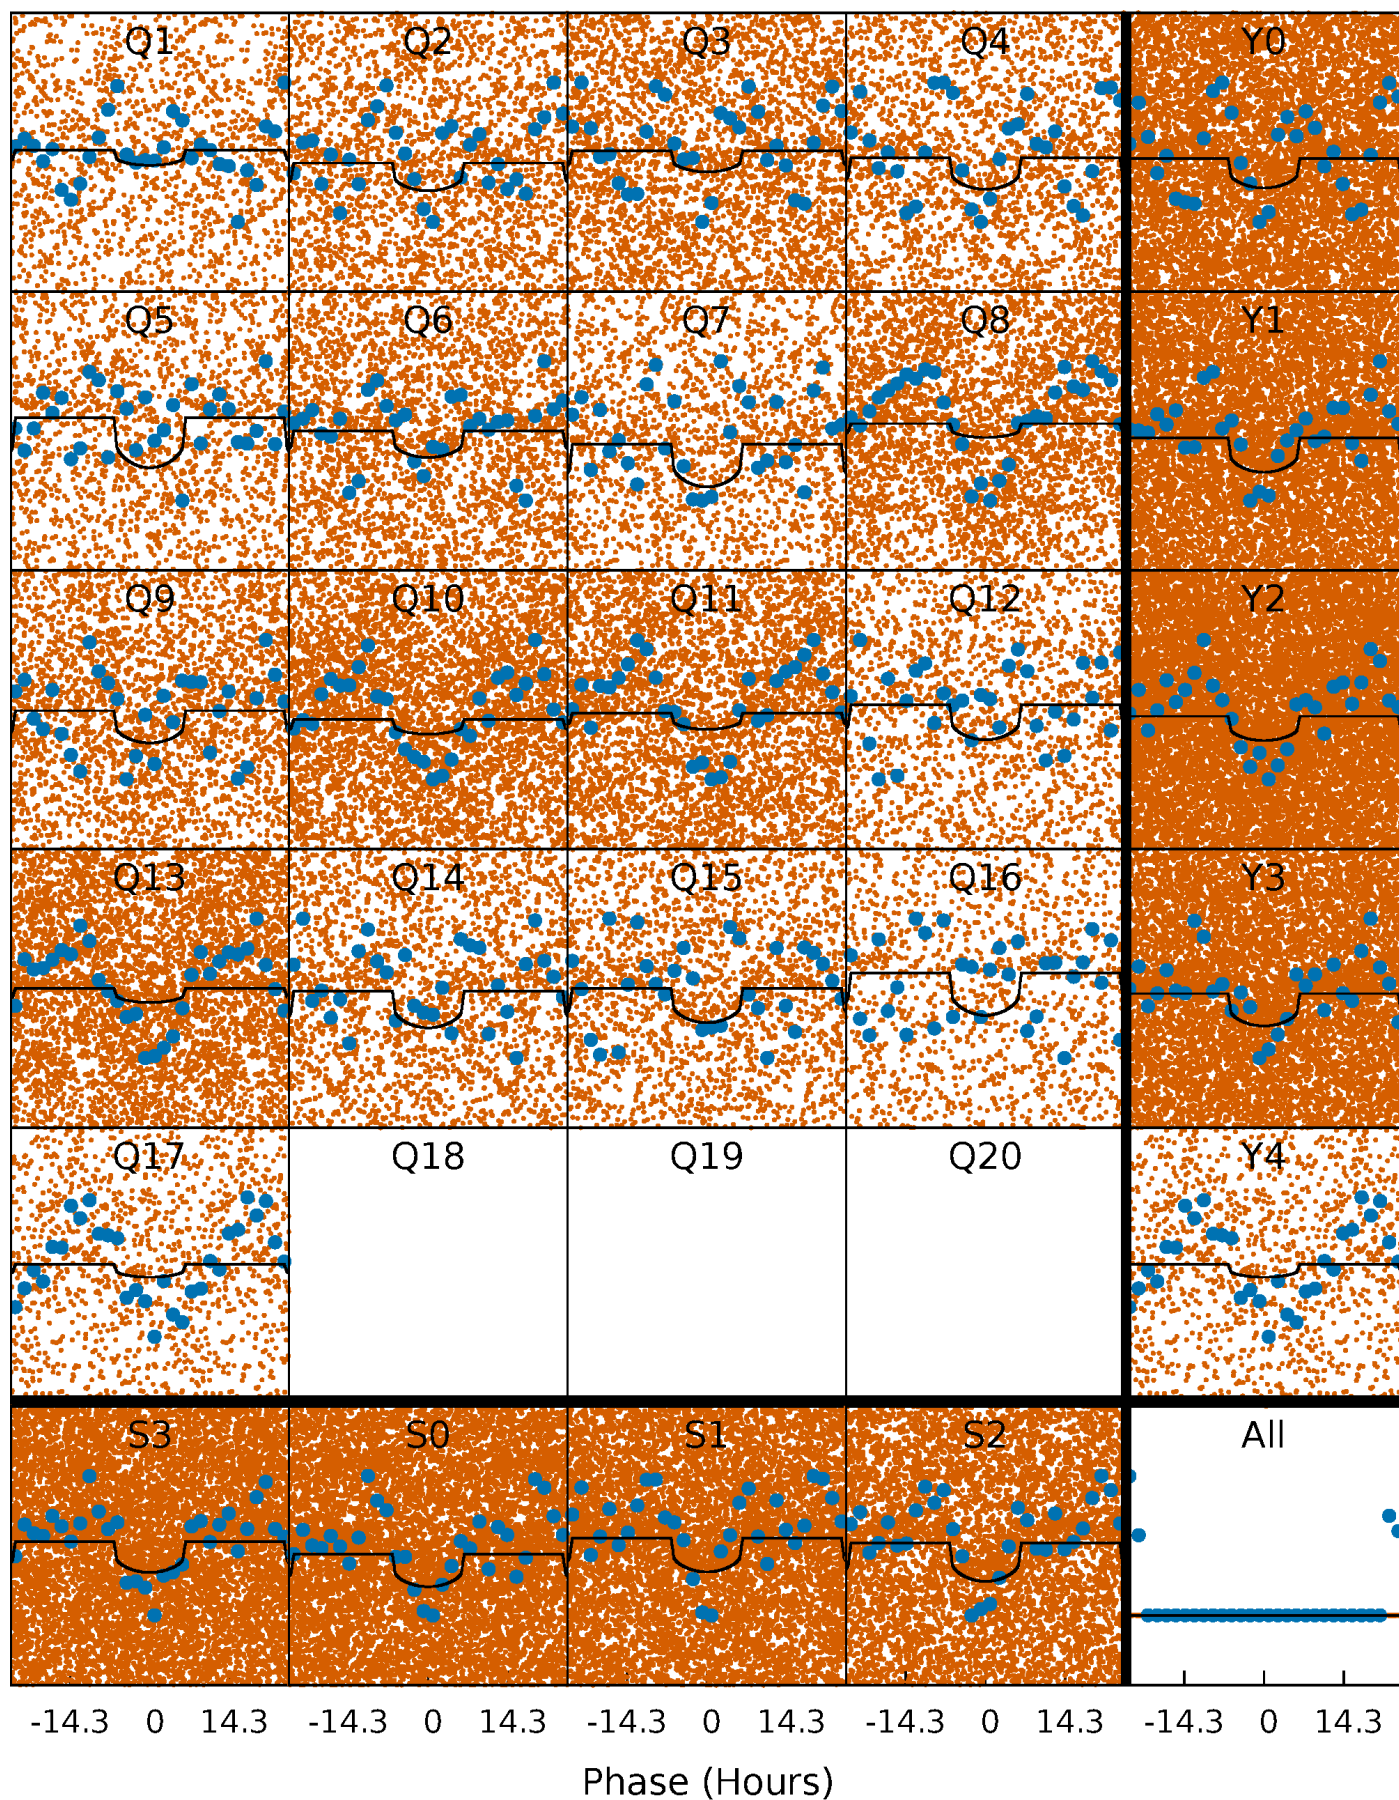 Q1 Q2 Q3 Q4 Y0
Q5 Q6 Q7 Q8 Y1
Q9 Q10 Q11 Q12 Y2
Q13 Q14 Q15 Q16 Y3
Q17 Q18 Q19 Q20 Y4
S3 S0 S1 S2 All
-14.3 0 14.3 -14.3 0 14.3 -14.3 0 14.3 -14.3 0 14.3 -14.3 0 14.3
Phase (Hours)